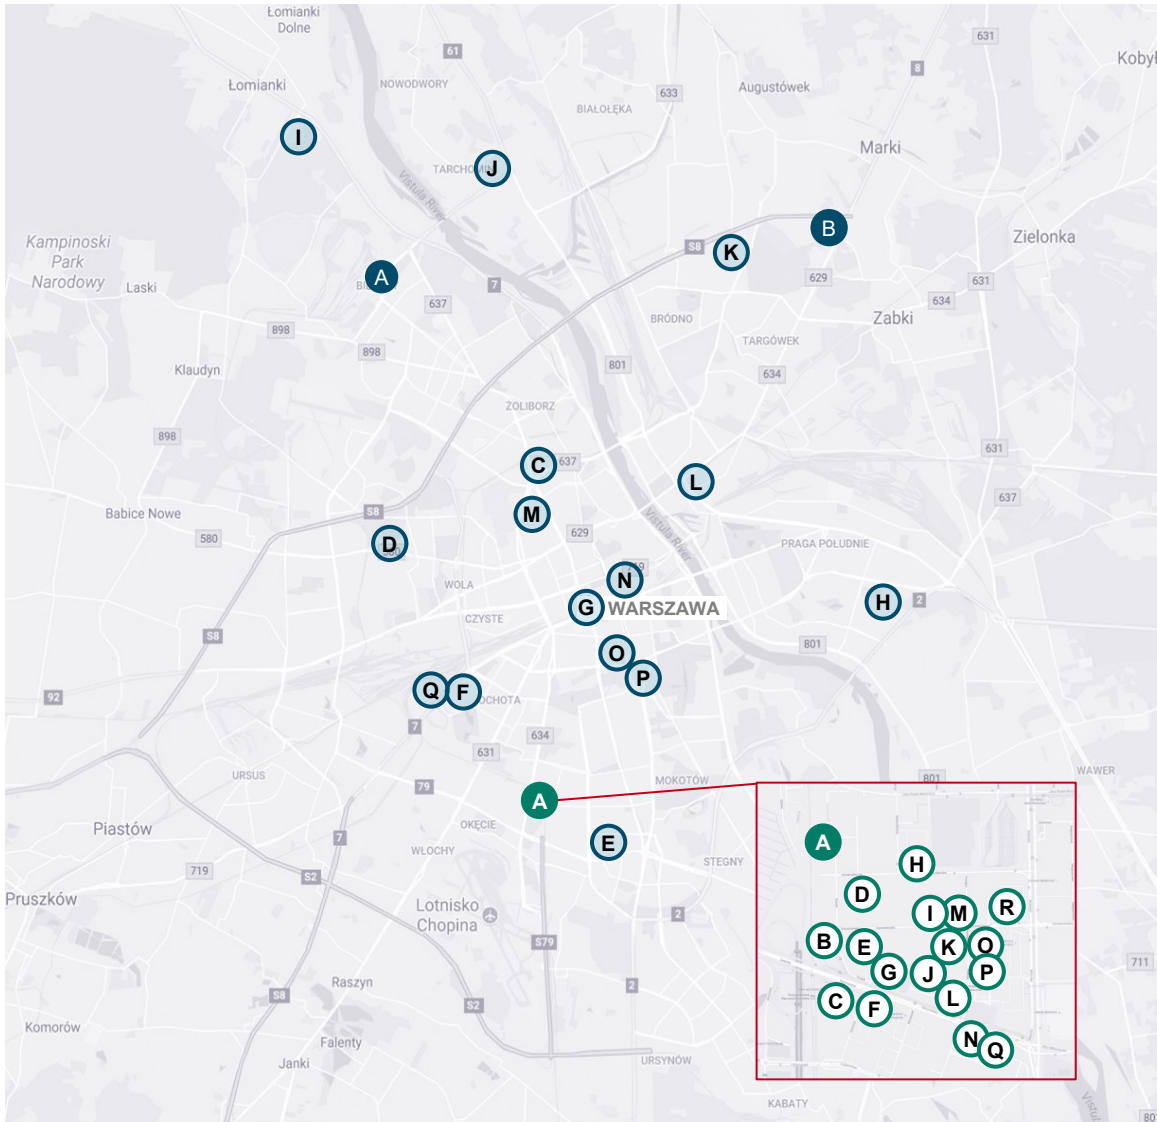 Łomianki
Dolne
631
61
8
Koby
Łomianki
NOWODWORY
633
Augustówek
BIAŁOŁĘKA
I
Marki
TARCHOMIN
J
Vistula River
B
Kampinoski
Park
Narodowy
S8
K
Zielonka
A
629
631
Laski
7
637
634
898
BRÓDNO
Ząbki
TARGÓWEK
898
801
634
Klaudyn
ŻOLIBORZ
898
631
C
637
L
637
S8
M
Babice Nowe
Vistula River
580
629
D
PRAGA POŁUDNIE
N
WOLA
H
2
G
WARSZAWA
CZYSTE
S8
801
O
P
92
Q
F
OCHOTA
7
634
631
URSUS
MOKOTÓW
WAWER
801
79
A
Piastów
OKĘCIE
7
E
WŁOCHY
STEGNY
719
S2
Pruszków
Lotnisko
Chopina
2
S79
711
Raszyn
2
S8
S2
Komorów
Falenty
Janki
URSYNÓW
KABATY
Vistul
801
A
H
D
I
M
R
B
E
K
O
G
J
P
C
F
L
N
Q